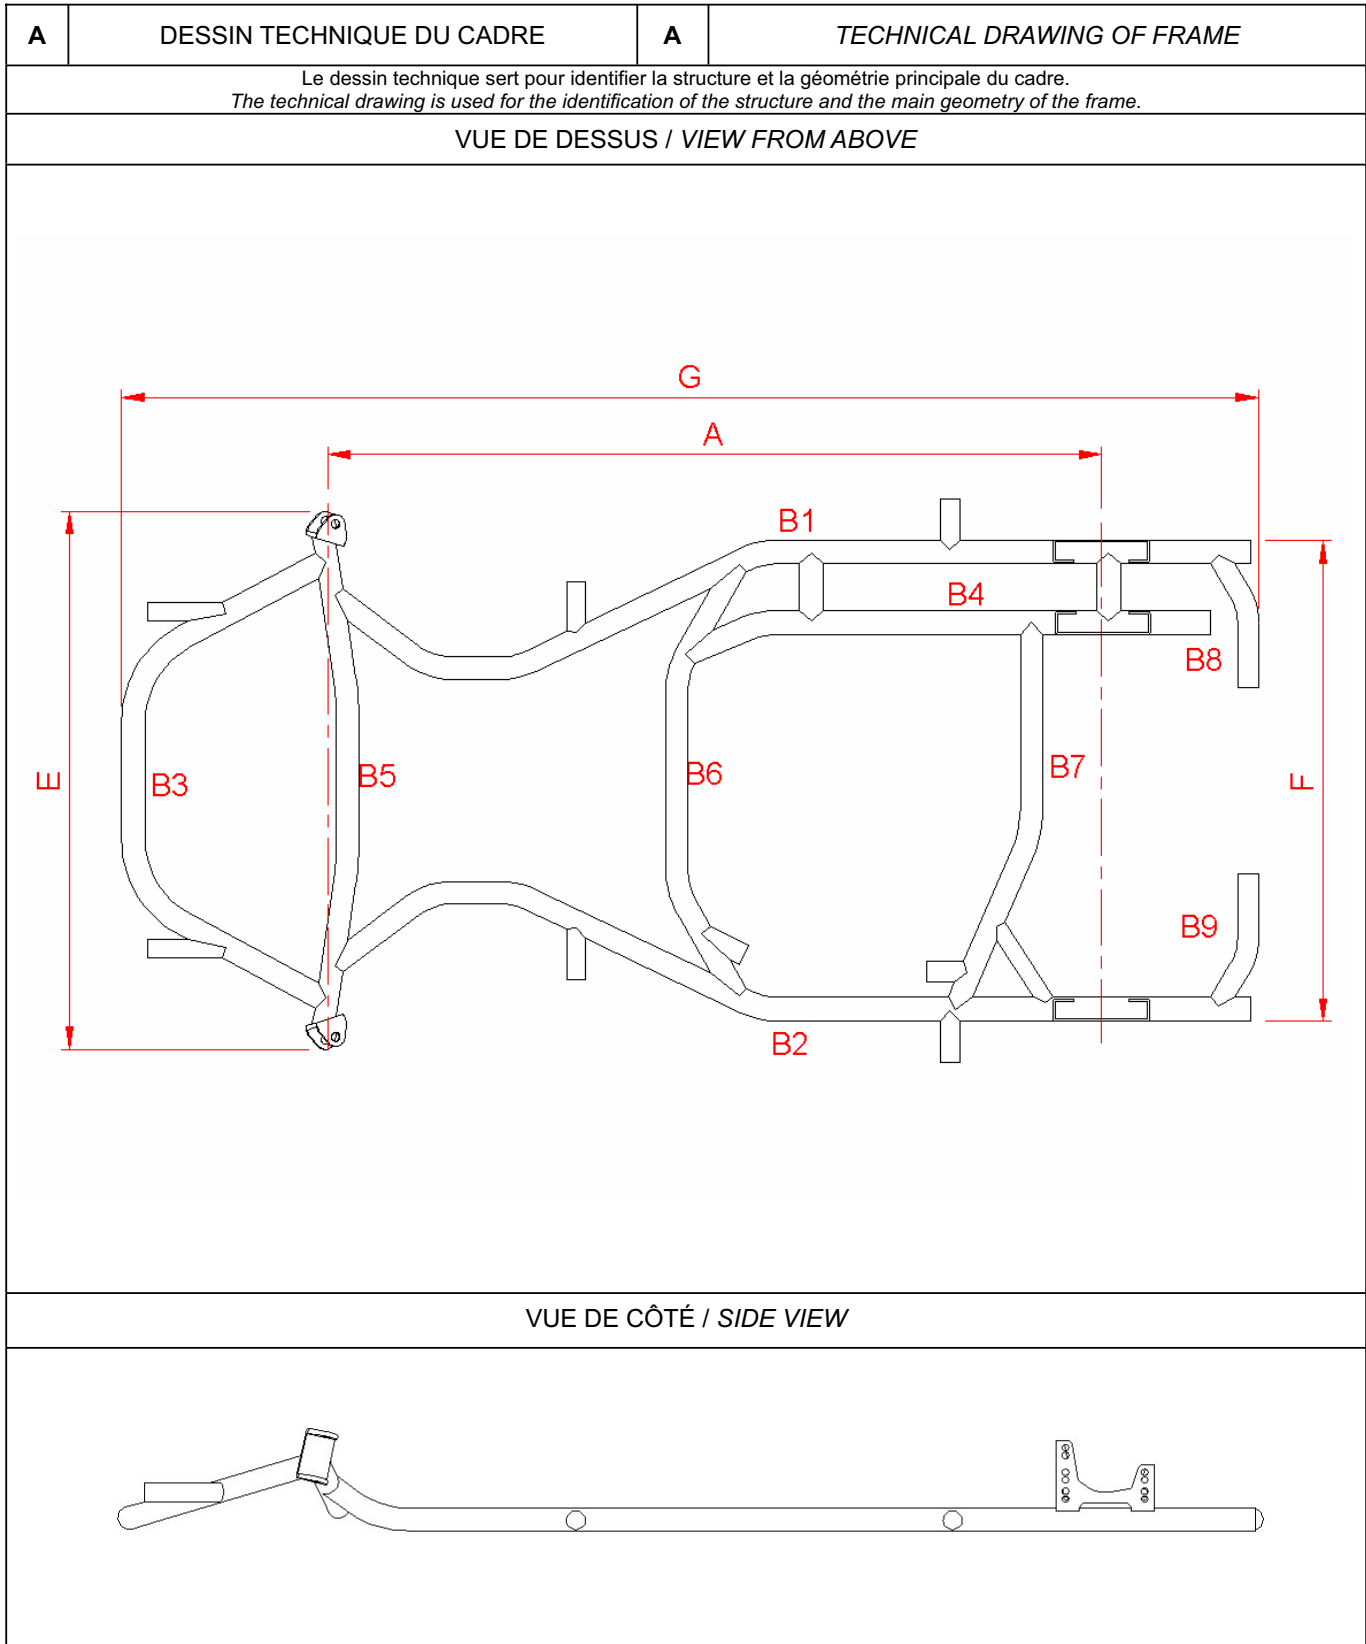 A DESSIN TECHNIQUE DU CADRE A TECHNICAL DRAWING OF FRAME
Le dessin technique sert pour identifier la structure et la géométrie principale du cadre.
The technical drawing is used for the identification of the structure and the main geometry of the frame.
VUE DE DESSUS / VIEW FROM ABOVE
G
A
B1
B4
B8
E
B3
B5
B6
B7
F
B9
B2
VUE DE CÔTÉ / SIDE VIEW